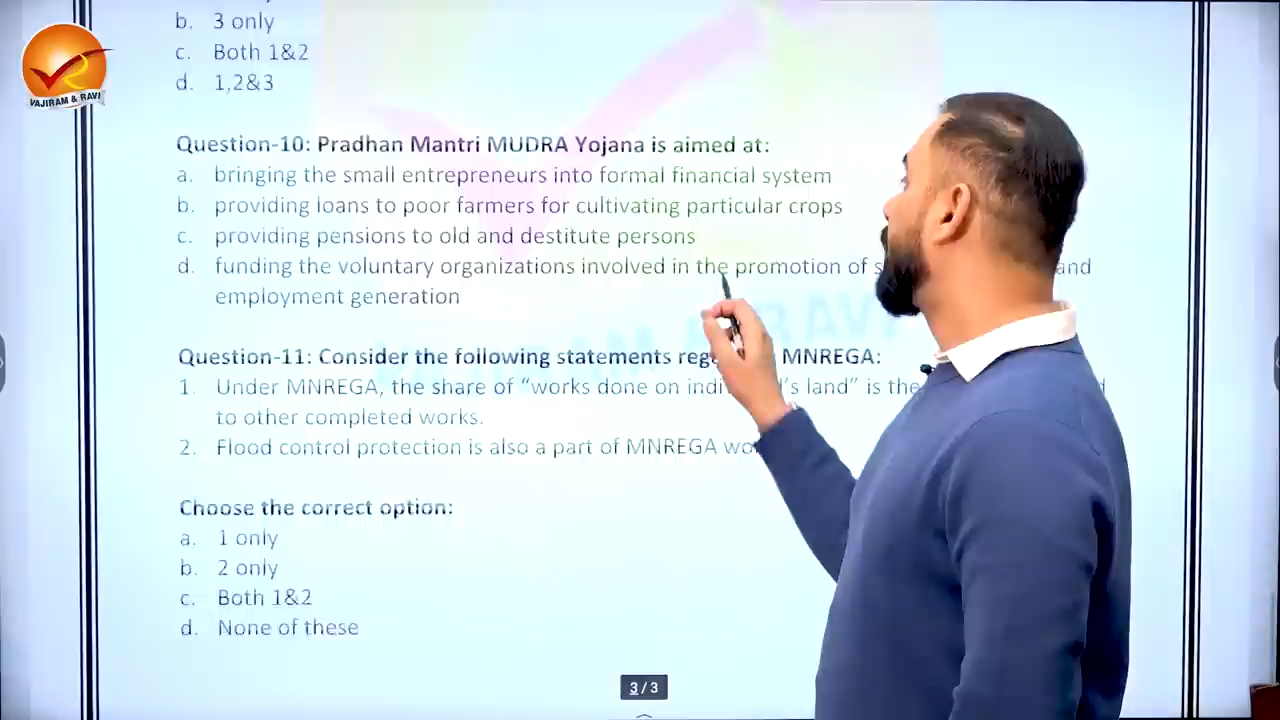 b. 3 only
c. Both 1&2
d. 1,2&3
VAJIRAM & RAVI
Question-10: Pradhan Mantri MUDRA Yojana is aimed at:
a. bringing the small entrepreneurs into formal financial system
b. providing loans to poor farmers for cultivating particular crops
c. providing pensions to old and destitute persons
d. funding the voluntary organizations involved in the promotion of and
employment generation
Question-11: Consider the following statements MNREGA:
1. Under MNREGA, the share of “works done on land” is the
to other completed works.
2. Flood control protection is also a part of MNREGA
Choose the correct option:
a. 1 only
b. 2 only
c. Both 1&2
d. None of these
3 / 3